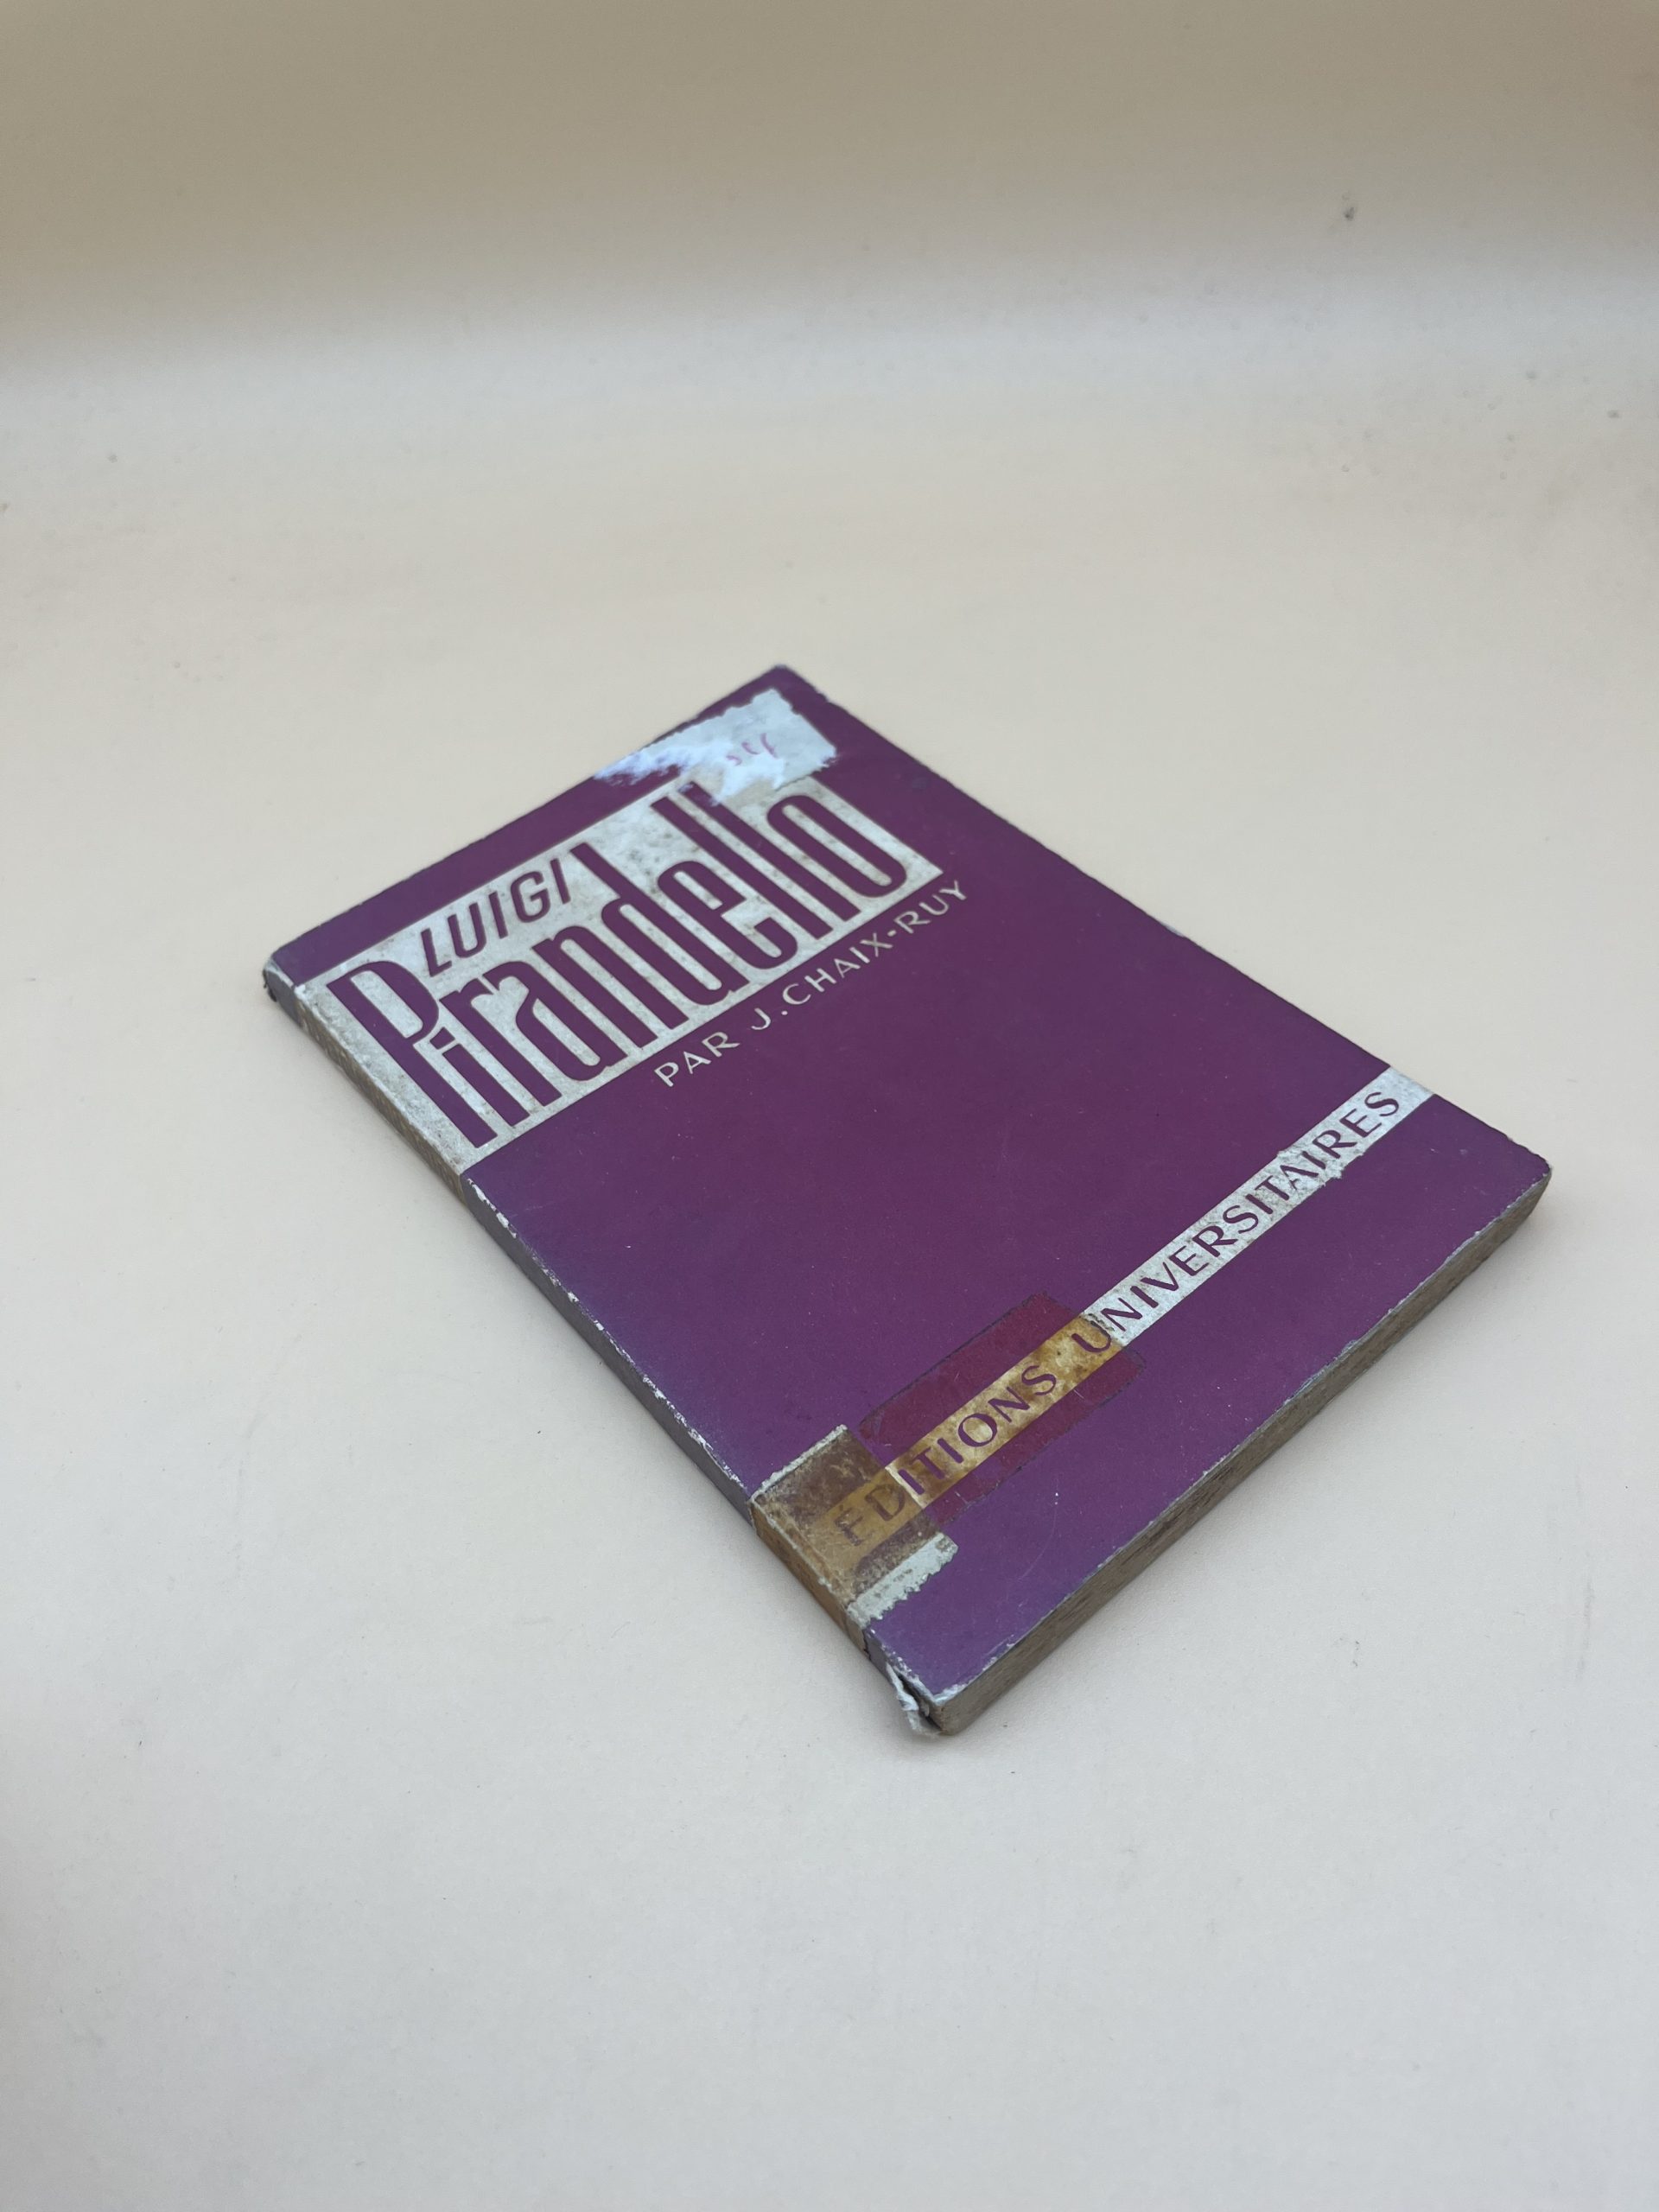 LUIGI
Pirandello
PAR J. CHAIX-RUY
ÉDITIONS UNIVERSITAIRES